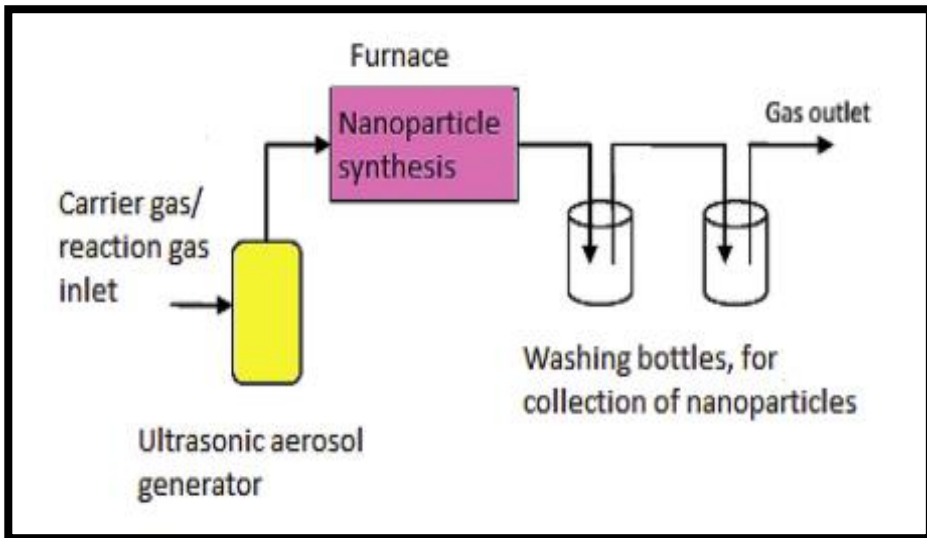 Furnace
Nanoparticle
synthesis
Gas outlet
Carrier gas/
reaction gas
inlet
Washing bottles, for
collection of nanoparticles
Ultrasonic aerosol
generator